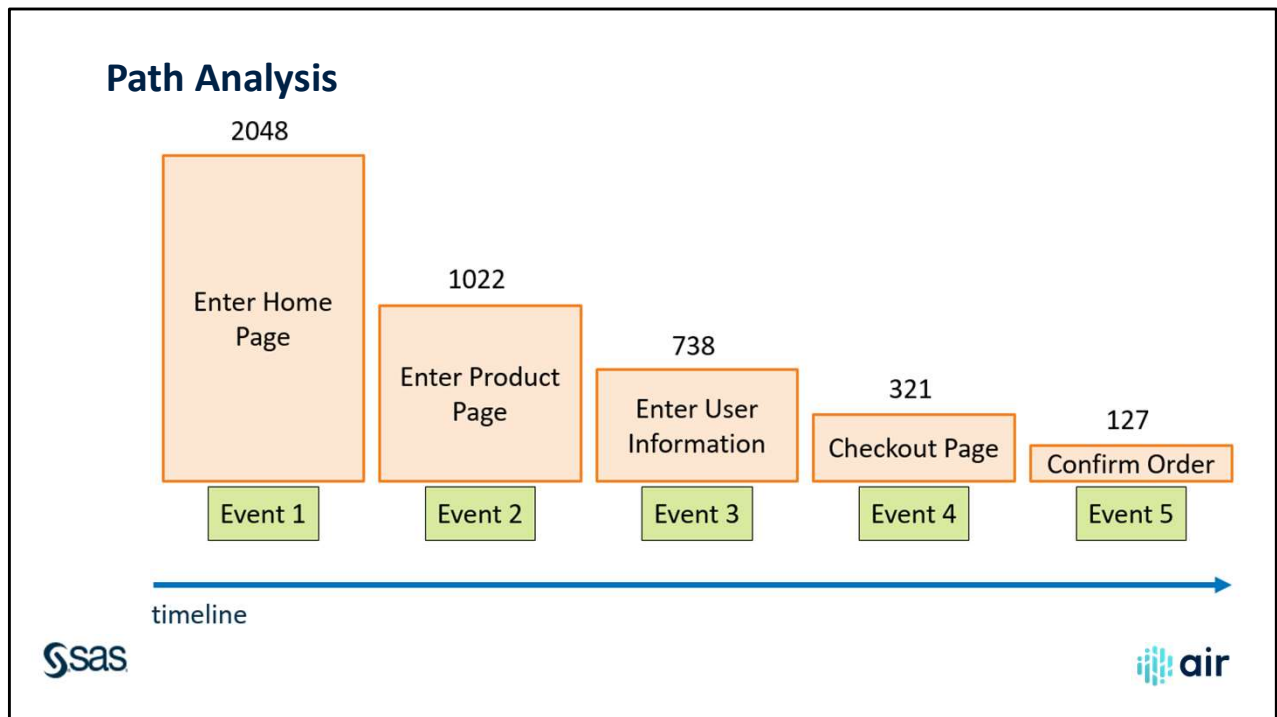 Path Analysis
2048
Enter Home
Page
1022
Enter Product
Page
738
Enter User
Information
321
Checkout Page
127
Confirm Order
Event 1
Event 2
Event 3
Event 4
Event 5
timeline
sas
air